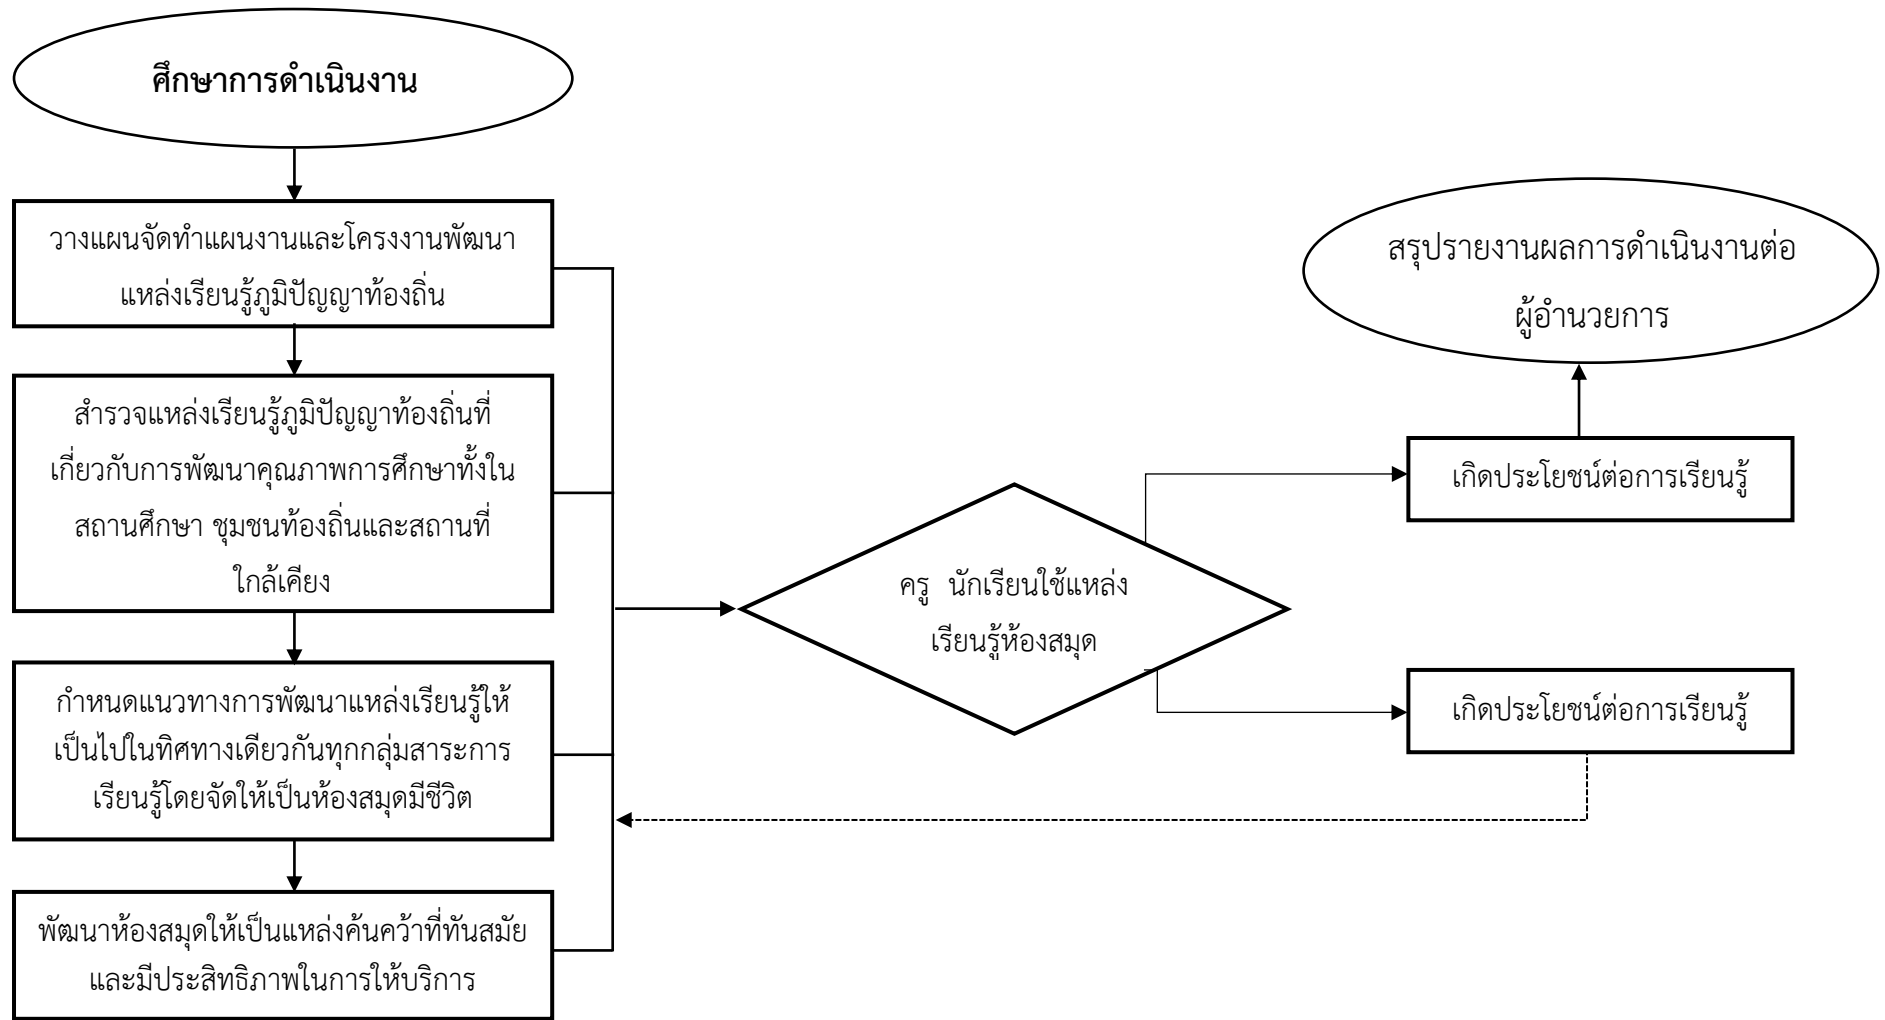 ศึกษาการดำเนินงาน
วางแผนจัดทำแผนงานและโครงงานพัฒนา
แหล่งเรียนรู้ภูมิปัญญาท้องถิ่น
สำรวจแหล่งเรียนรู้ภูมิปัญญาท้องถิ่นที่
เกี่ยวกับการพัฒนาคุณภาพการศึกษาทั้งใน
สถานศึกษา ชุมชนท้องถิ่นและสถานที่
ใกล้เคียง
กำหนดแนวทางการพัฒนาแหล่งเรียนรู้ให้
เป็นไปในทิศทางเดียวกันทุกกลุ่มสาระการ
เรียนรู้โดยจัดให้เป็นห้องสมุดมีชีวิต
พัฒนาห้องสมุดให้เป็นแหล่งค้นคว้าที่ทันสมัย
และมีประสิทธิภาพในการให้บริการ
ครู นักเรียนใช้แหล่ง
เรียนรู้ห้องสมุด
สรุปรายงานผลการดำเนินงานต่อ
ผู้อำนวยการ
เกิดประโยชน์ต่อการเรียนรู้
เกิดประโยชน์ต่อการเรียนรู้